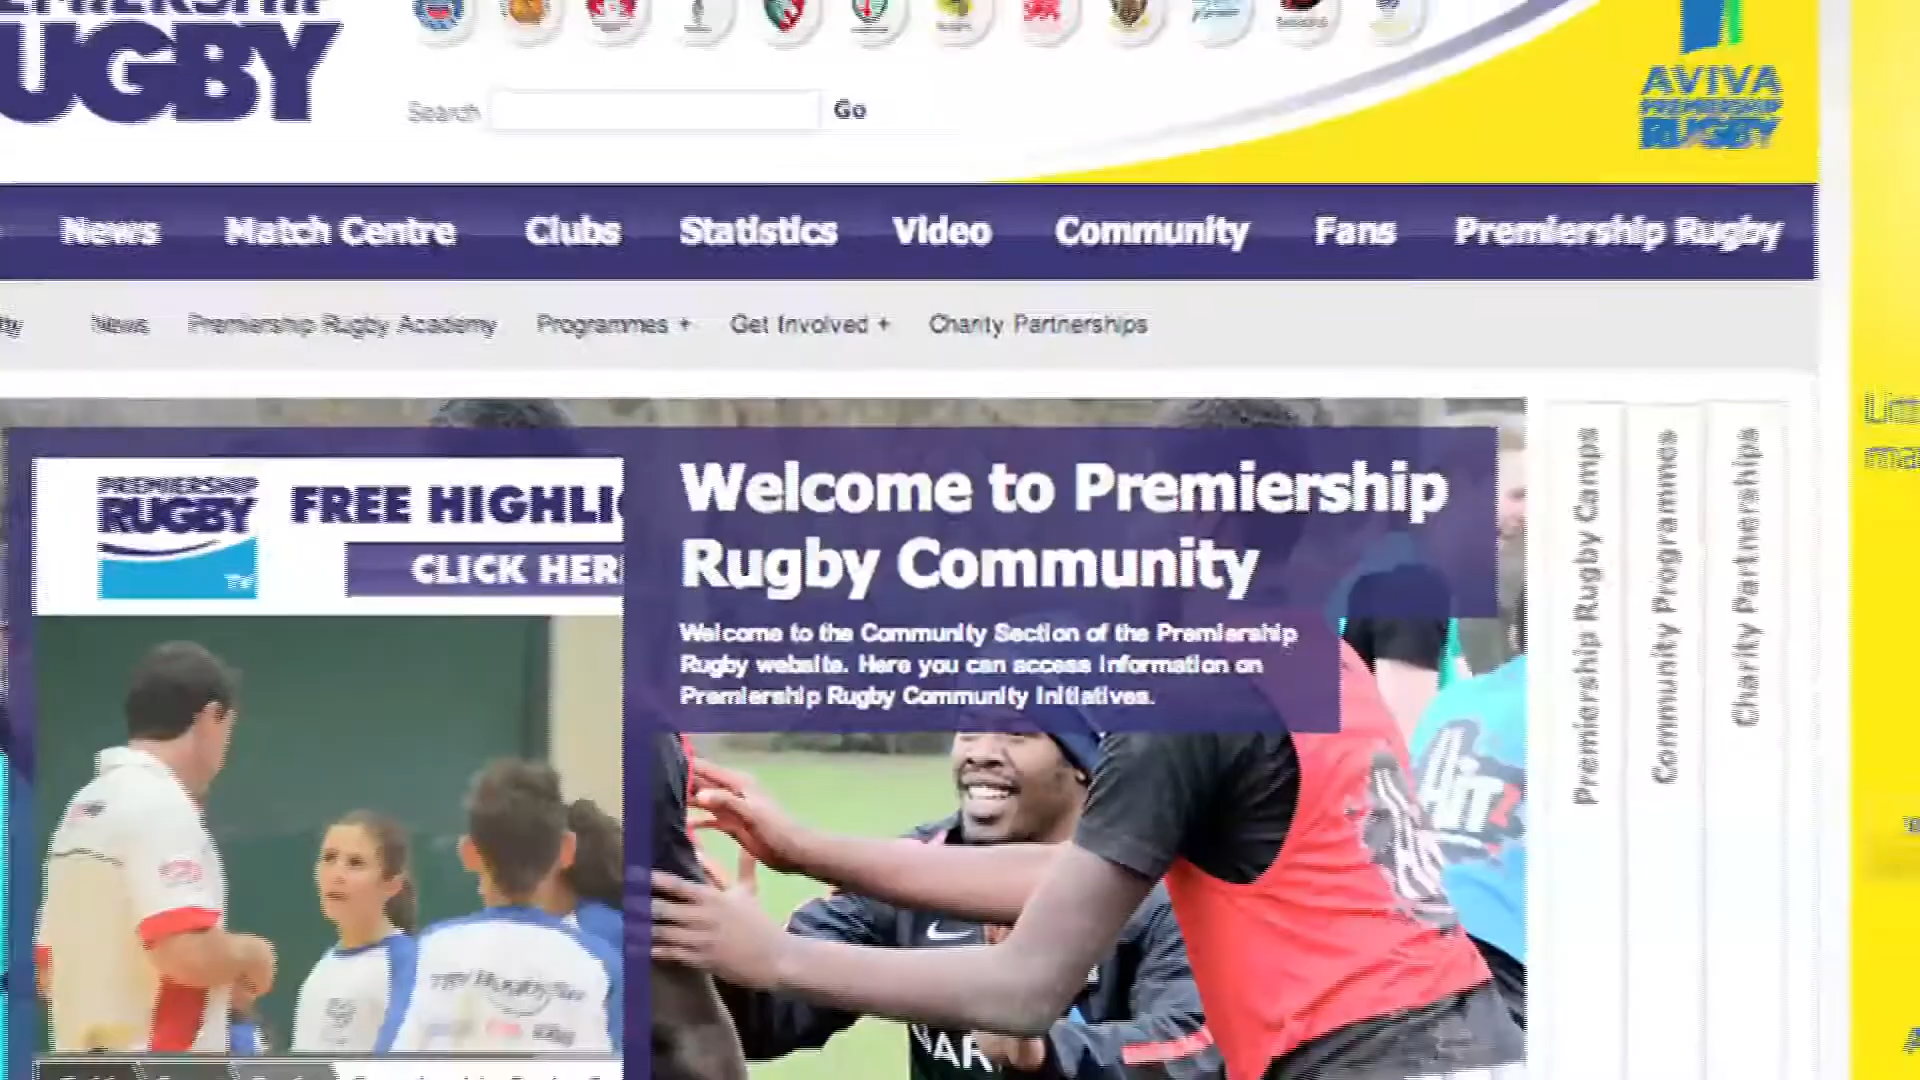 RUGBY
Search Go
AVIVA
PREMIERSHIP
RUGBY
News Match Centre Clubs Statistics Video Community Fans Premiership Rugby
News Premiership Rugby Academy Programmes + Get Involved + Charity Partnerships
PREMIERSHIP
RUGBY
TV
FREE HIGHLI
CLICK HER
Welcome to Premiership
Rugby Community
Welcome to the Community Section of the Premiership
Rugby website. Here you can access information on
Premiership Rugby Community initiatives.
Premiership Rugby Camps
Community Programmes
Charity Partnerships
HITZ